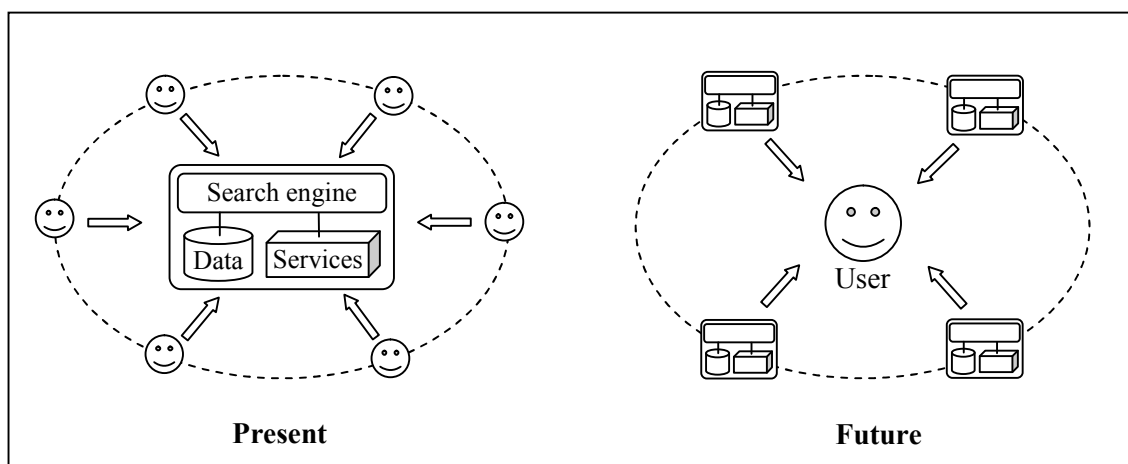 Search engine
Data
Services
User
Present
Future